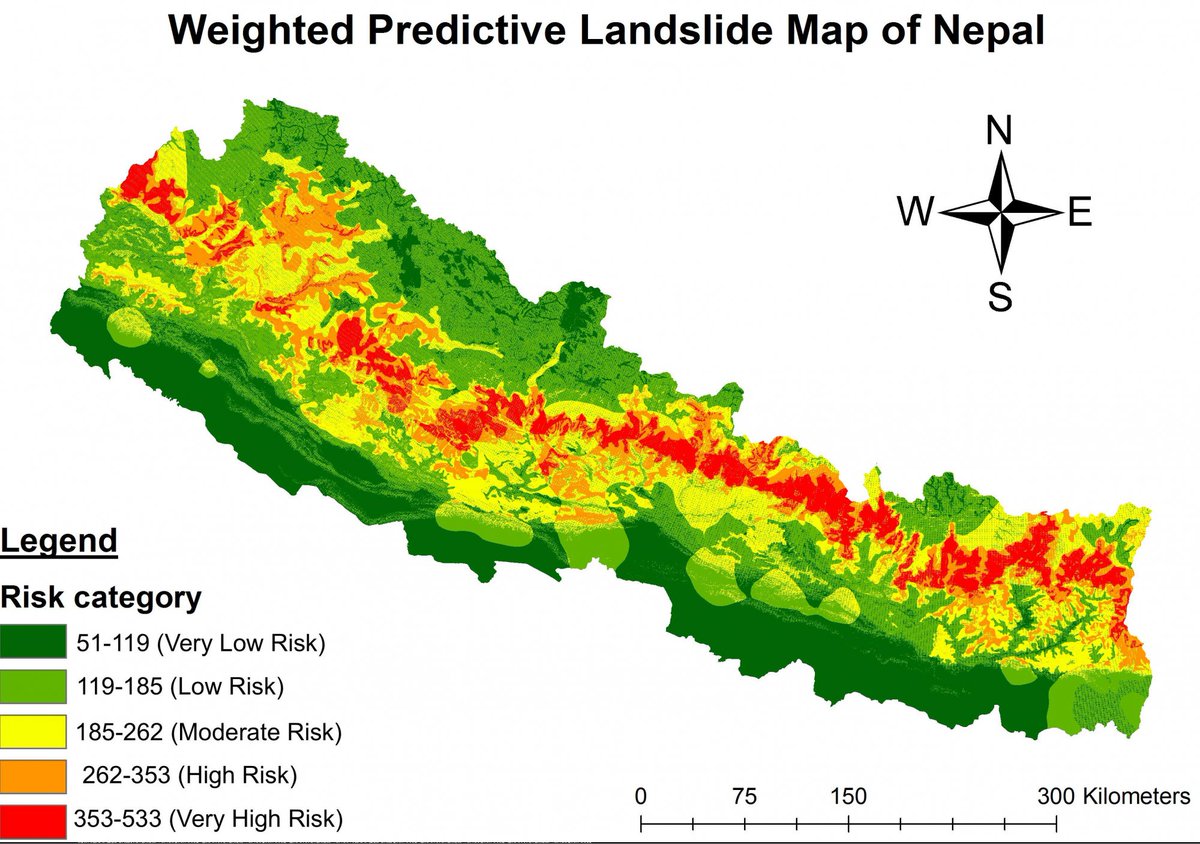 Weighted Predictive Landslide Map of Nepal
N
W E
S
Legend
Risk category
51-119 (Very Low Risk)
119-185 (Low Risk)
185-262 (Moderate Risk)
262-353 (High Risk)
353-533 (Very High Risk)
0 75 150 300 Kilometers